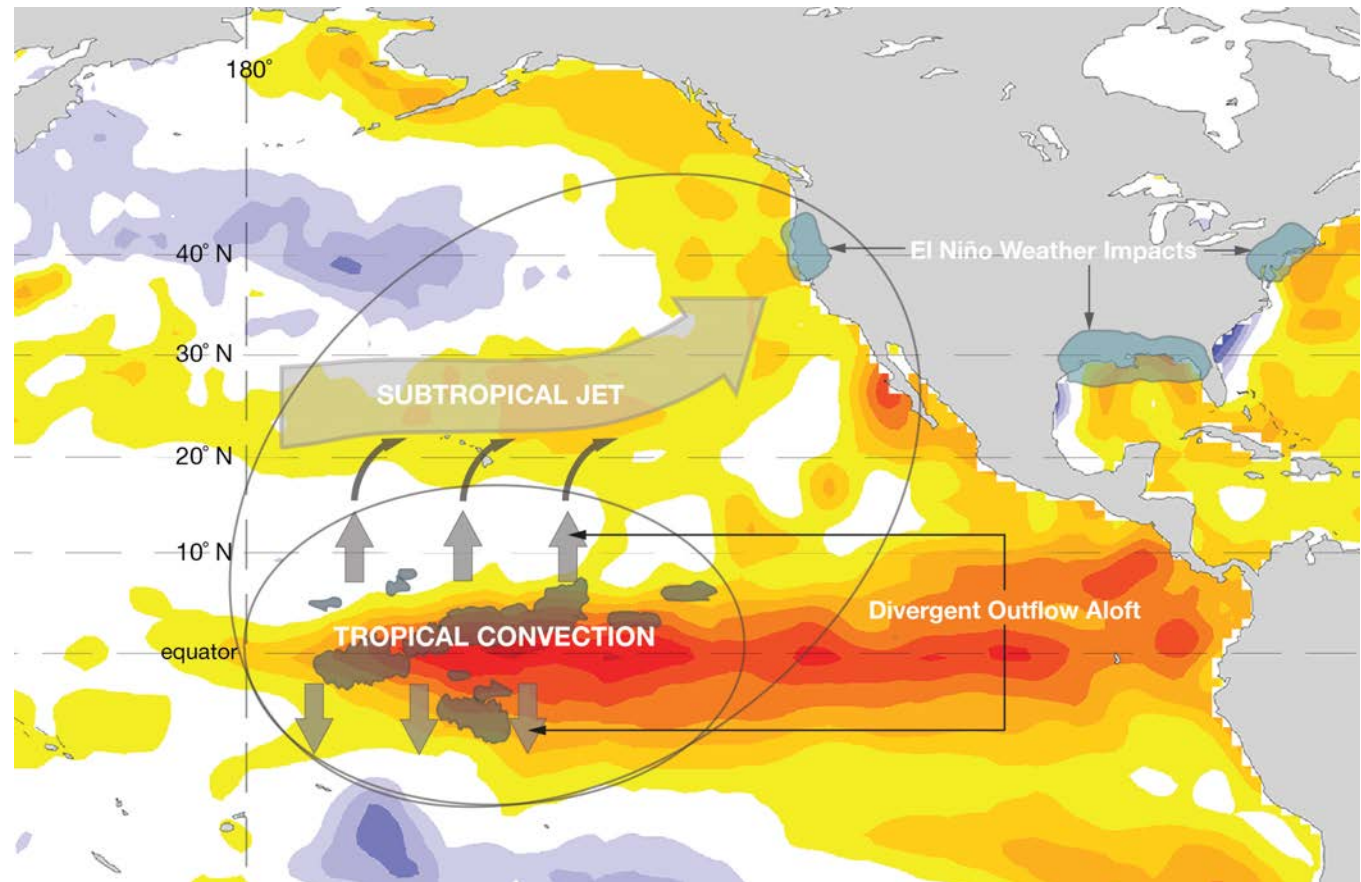 180°
40° N
El Niño Weather Impacts
30° N
SUBTROPICAL JET
20° N
10° N
Divergent Outflow Aloft
TROPICAL CONVECTION
equator